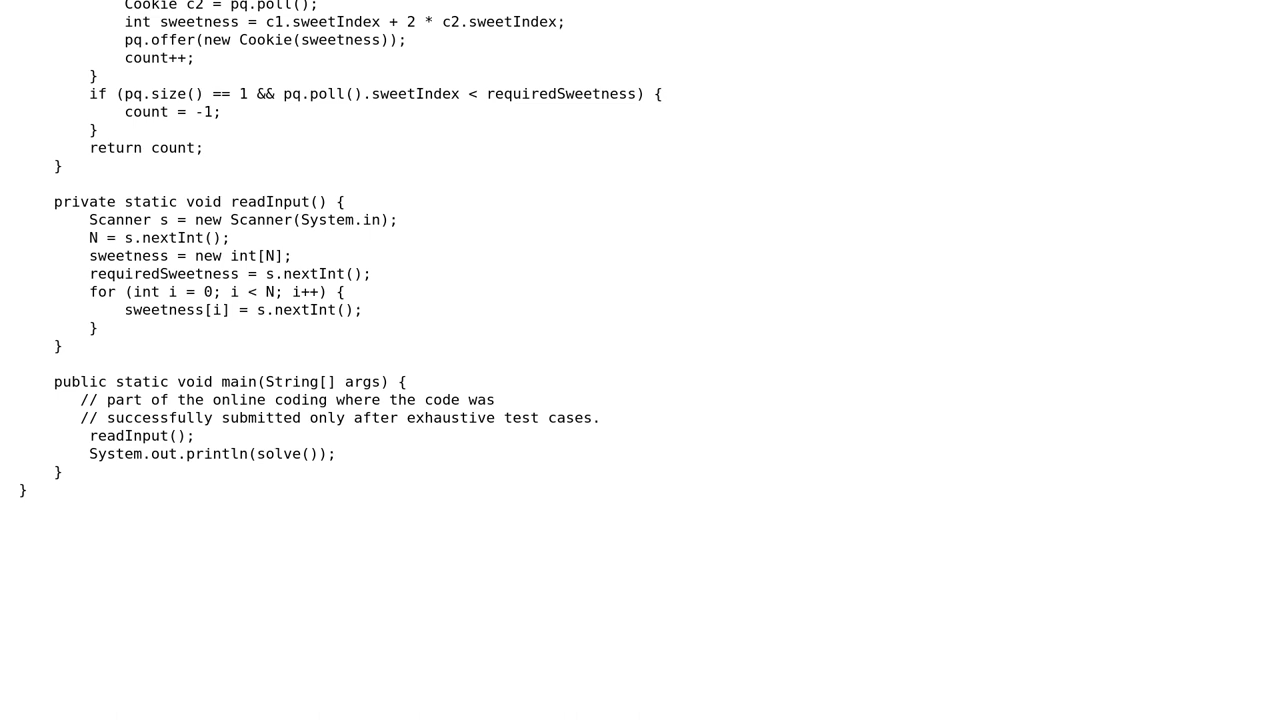 Cookie c2 = pq.poll();
            int sweetness = c1.sweetIndex + 2 * c2.sweetIndex;
            pq.offer(new Cookie(sweetness));
            count++;
        }
        if (pq.size() == 1 && pq.poll().sweetIndex < requiredSweetness) {
            count = -1;
        }
        return count;
    }

    private static void readInput() {
        Scanner s = new Scanner(System.in);
        N = s.nextInt();
        sweetness = new int[N];
        requiredSweetness = s.nextInt();
        for (int i = 0; i < N; i++) {
            sweetness[i] = s.nextInt();
        }
    }

    public static void main(String[] args) {
       // part of the online coding where the code was
       // successfully submitted only after exhaustive test cases.
        readInput();
        System.out.println(solve());
    }
}